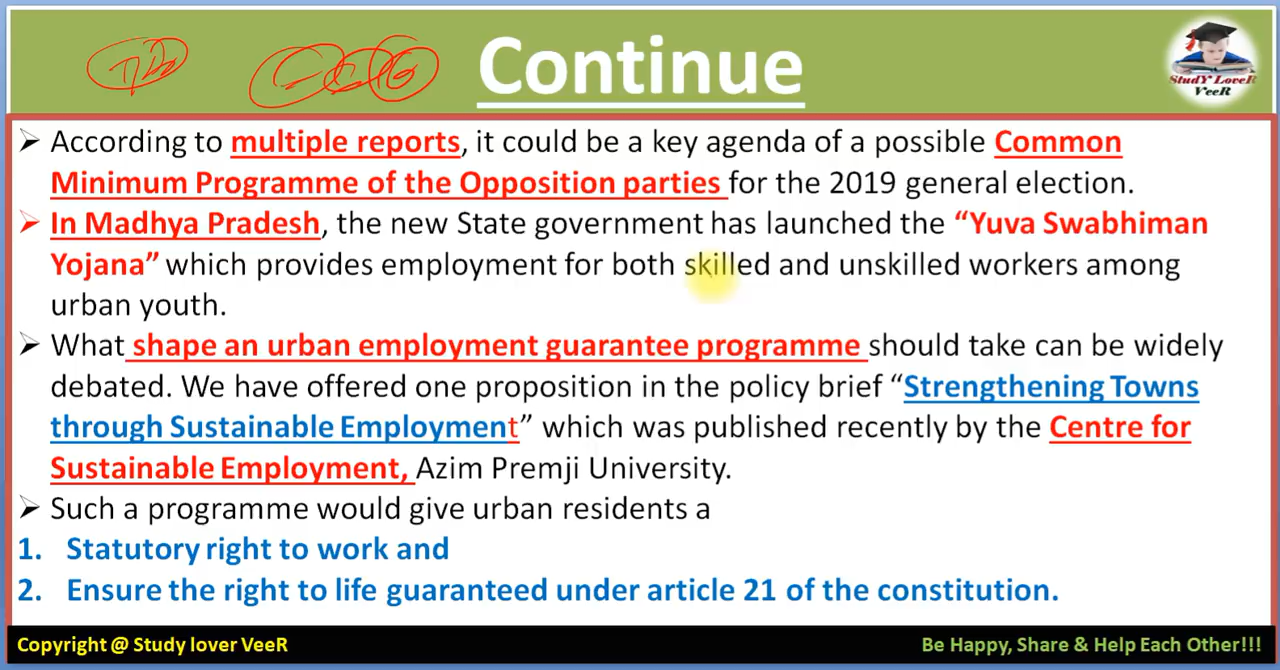 Continue
StudY LoveR
VeeR
➢ According to multiple reports, it could be a key agenda of a possible Common
Minimum Programme of the Opposition parties for the 2019 general election.
➢ In Madhya Pradesh, the new State government has launched the “Yuva Swabhiman
Yojana” which provides employment for both skilled and unskilled workers among
urban youth.
➢ What shape an urban employment guarantee programme should take can be widely
debated. We have offered one proposition in the policy brief “Strengthening Towns
through Sustainable Employment” which was published recently by the Centre for
Sustainable Employment, Azim Premji University.
➢ Such a programme would give urban residents a
1. Statutory right to work and
2. Ensure the right to life guaranteed under article 21 of the constitution.
Copyright @ Study lover VeeR
Be Happy, Share & Help Each Other!!!